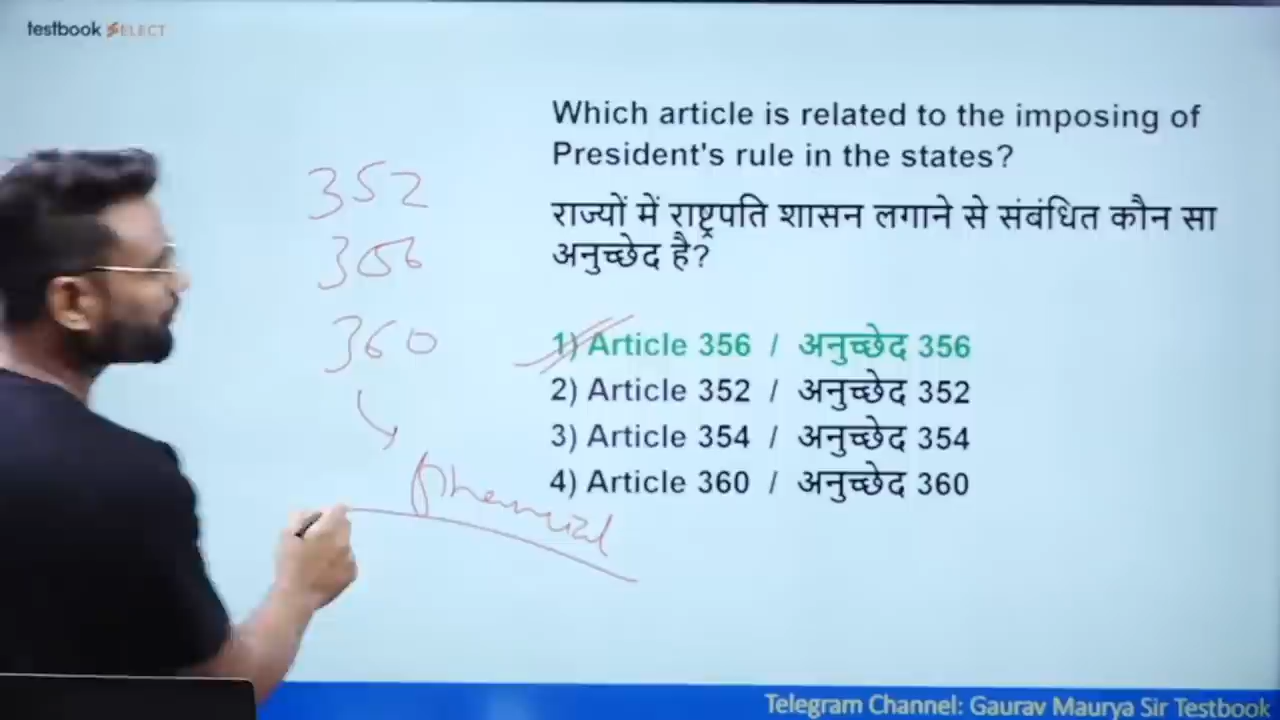 testbook SELECT
Which article is related to the imposing of
President's rule in the states?
राज्यों में राष्ट्रपति शासन लगाने से संबंधित कौन सा
अनुच्छेद है?
352
356
360
1) Article 356 / अनुच्छेद 356
2) Article 352 / अनुच्छेद 352
3) Article 354 / अनुच्छेद 354
4) Article 360 / अनुच्छेद 360
financial
Telegram Channel: Gaurav Maurya Sir Testbook